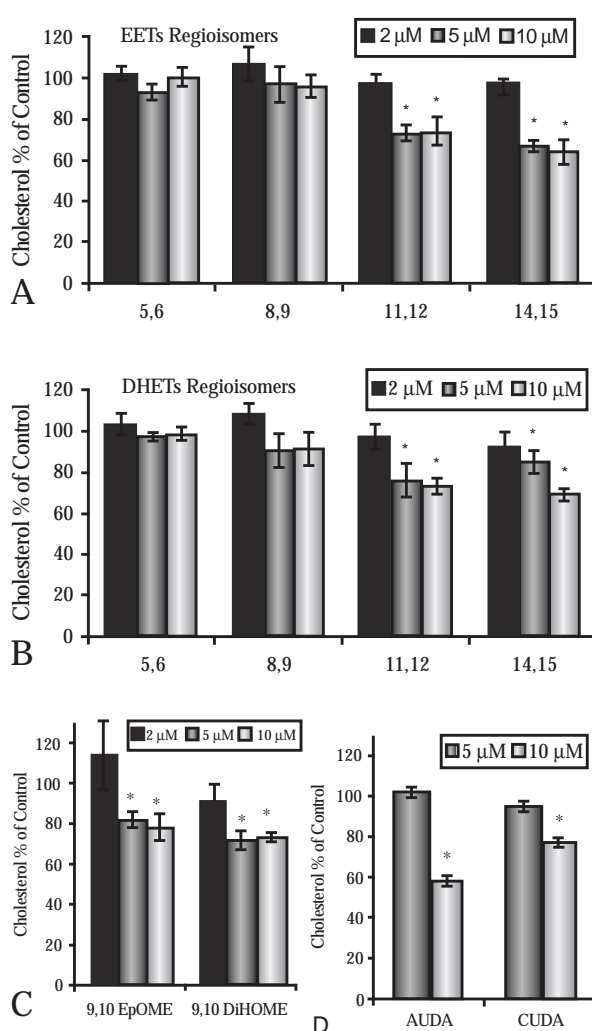 EETs Regioisomers
2 µM 5 µM 10 µM
Cholesterol % of Control
120
100
80
60
40
20
0
* * * *
A
5,6 8,9 11,12 14,15
DHETs Regioisomers
2 µM 5 µM 10 µM
Cholesterol % of Control
120
100
80
60
40
20
0
* * * *
B
5,6 8,9 11,12 14,15
2 µM 5 µM 10 µM
Cholesterol % of Control
120
100
80
60
40
20
0
* * * *
C
9,10 EpOME 9,10 DiHOME
5 µM 10 µM
Cholesterol % of Control
120
100
80
60
40
20
0
* *
D
AUDA CUDA